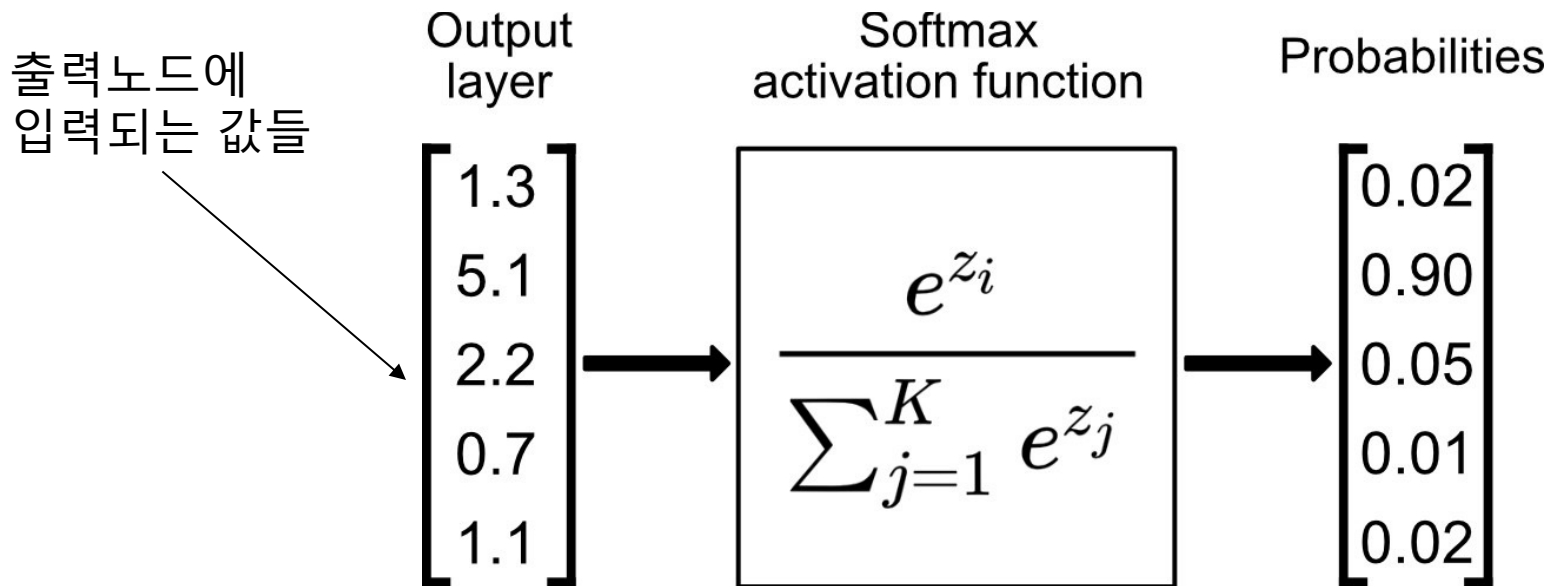 출력노드에
입력되는 값들
Output
layer
1.3
5.1
2.2
0.7
1.1
Softmax
activation function
e^{z_i}
∑_{j=1}^{K} e^{z_j}
Probabilities
0.02
0.90
0.05
0.01
0.02